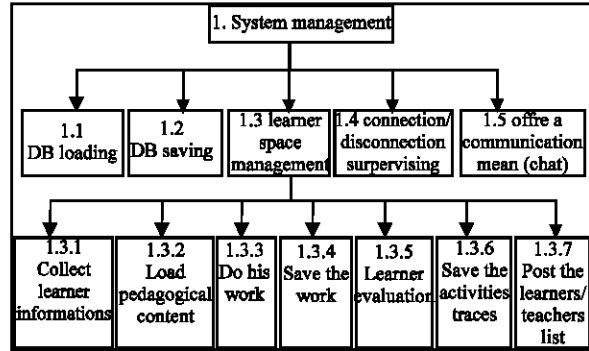 1. System management
1.1
DB loading
1.2
DB saving
1.3 learner
space
management
1.4 connection/
disconnection
surpervising
1.5 offre a
communication
mean (chat)
1.3.1
Collect
learner
informations
1.3.2
Load
pedagogical
content
1.3.3
Do his
work
1.3.4
Save the
work
1.3.5
Learner
evaluation
1.3.6
Save the
activities
traces
1.3.7
Post the
learners/
teachers
list